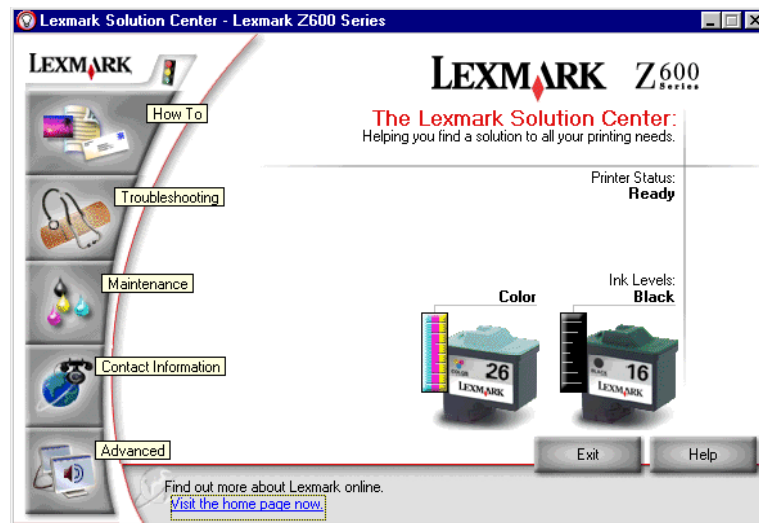 Lexmark Solution Center - Lexmark Z600 Series
LEXMARK
How To
Troubleshooting
Maintenance
Contact Information
Advanced
LEXMARK Z600
Series
The Lexmark Solution Center:
Helping you find a solution to all your printing needs.
Printer Status:
Ready
Ink Levels:
Color Black
COLOR 26
LEXMARK
BLACK 16
LEXMARK
Exit Help
Find out more about Lexmark online.
Visit the home page now.